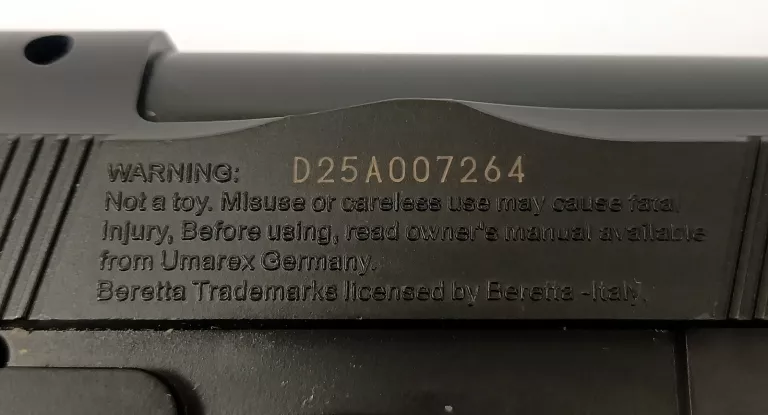 WARNING: D25A007264
Not a toy. Misuse or careless use may cause fatal
injury, Before using, read owner's manual available
from Umarex Germany.
Beretta Trademarks licensed by Beretta -Italy.